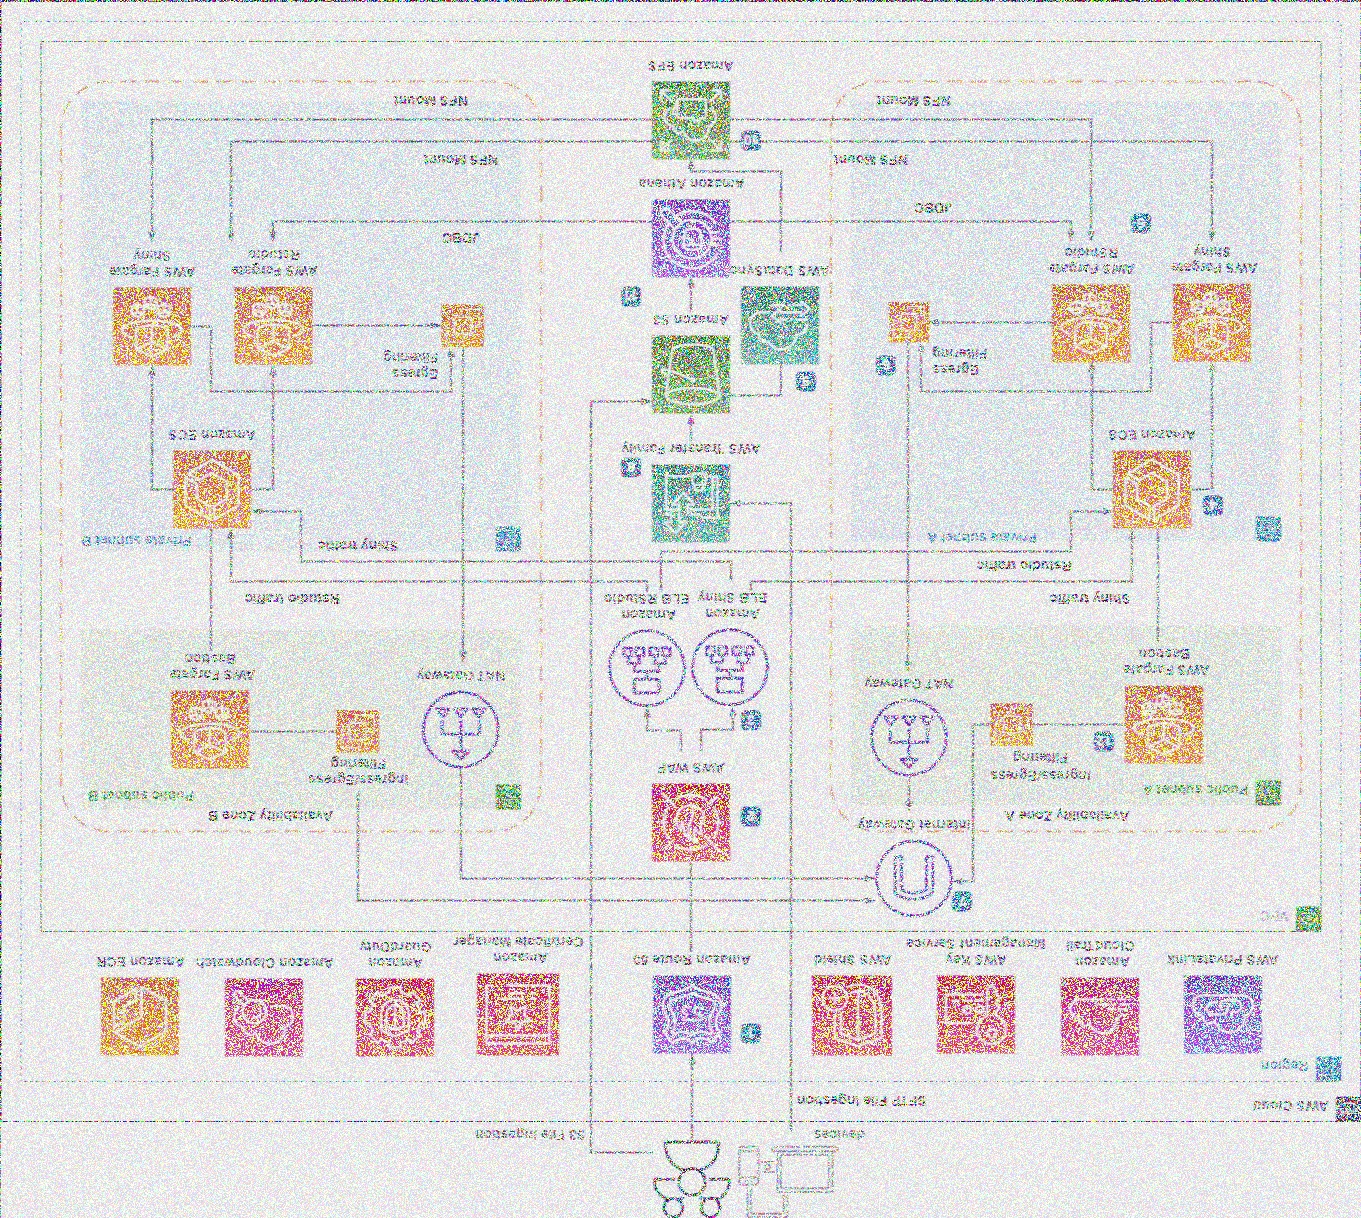 devices
S3 File Ingestion
AWS Cloud
SFTP File Ingestion
Region
AWS PrivateLink
Amazon
CloudTrail
AWS Key
Management Service
AWS Shield
Amazon Route 53
Amazon
Certificate Manager
Amazon
GuardDuty
Amazon Cloudwatch
Amazon ECR
VPC
Internet Gateway
Availability Zone A
Availability Zone B
Public subnet A
Public subnet B
Ingress/Egress
Filtering
Ingress/Egress
Filtering
AWS WAF
NAT Gateway
NAT Gateway
AWS Fargate
Bastion
AWS Fargate
Bastion
Amazon
ELB Shiny
Amazon
ELB RStudio
Shiny traffic
Rstudio traffic
Rstudio traffic
Shiny traffic
Private subnet A
Private subnet B
AWS Transfer Family
Amazon ECS
Amazon ECS
Egress
Filtering
Egress
Filtering
Amazon S3
AWS DataSync
AWS Fargate
Shiny
AWS Fargate
RStudio
AWS Fargate
Rstudio
AWS Fargate
Shiny
JDBC
JDBC
Amazon Athena
NFS Mount
NFS Mount
NFS Mount
NFS Mount
Amazon EFS